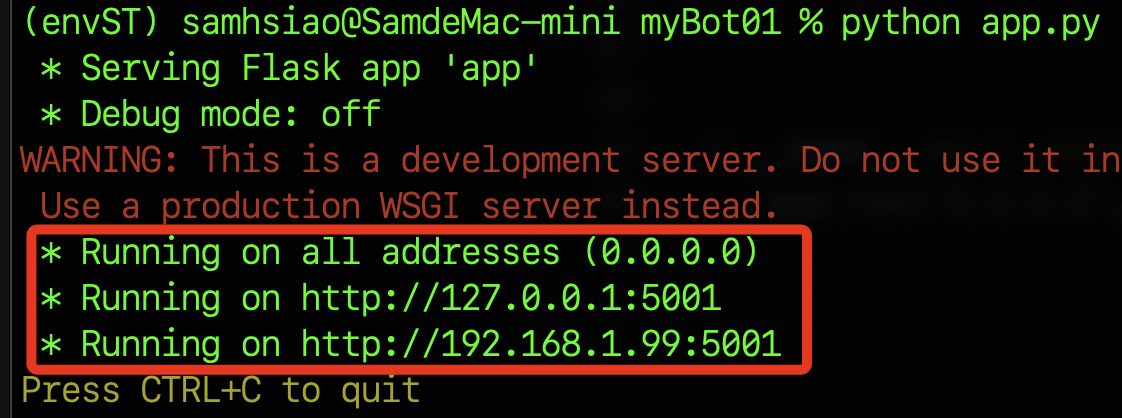 (envST) samhsiao@SamdeMac-mini myBot01 % python app.py
* Serving Flask app 'app'
* Debug mode: off
WARNING: This is a development server. Do not use it in
Use a production WSGI server instead.
* Running on all addresses (0.0.0.0)
* Running on http://127.0.0.1:5001
* Running on http://192.168.1.99:5001
Press CTRL+C to quit